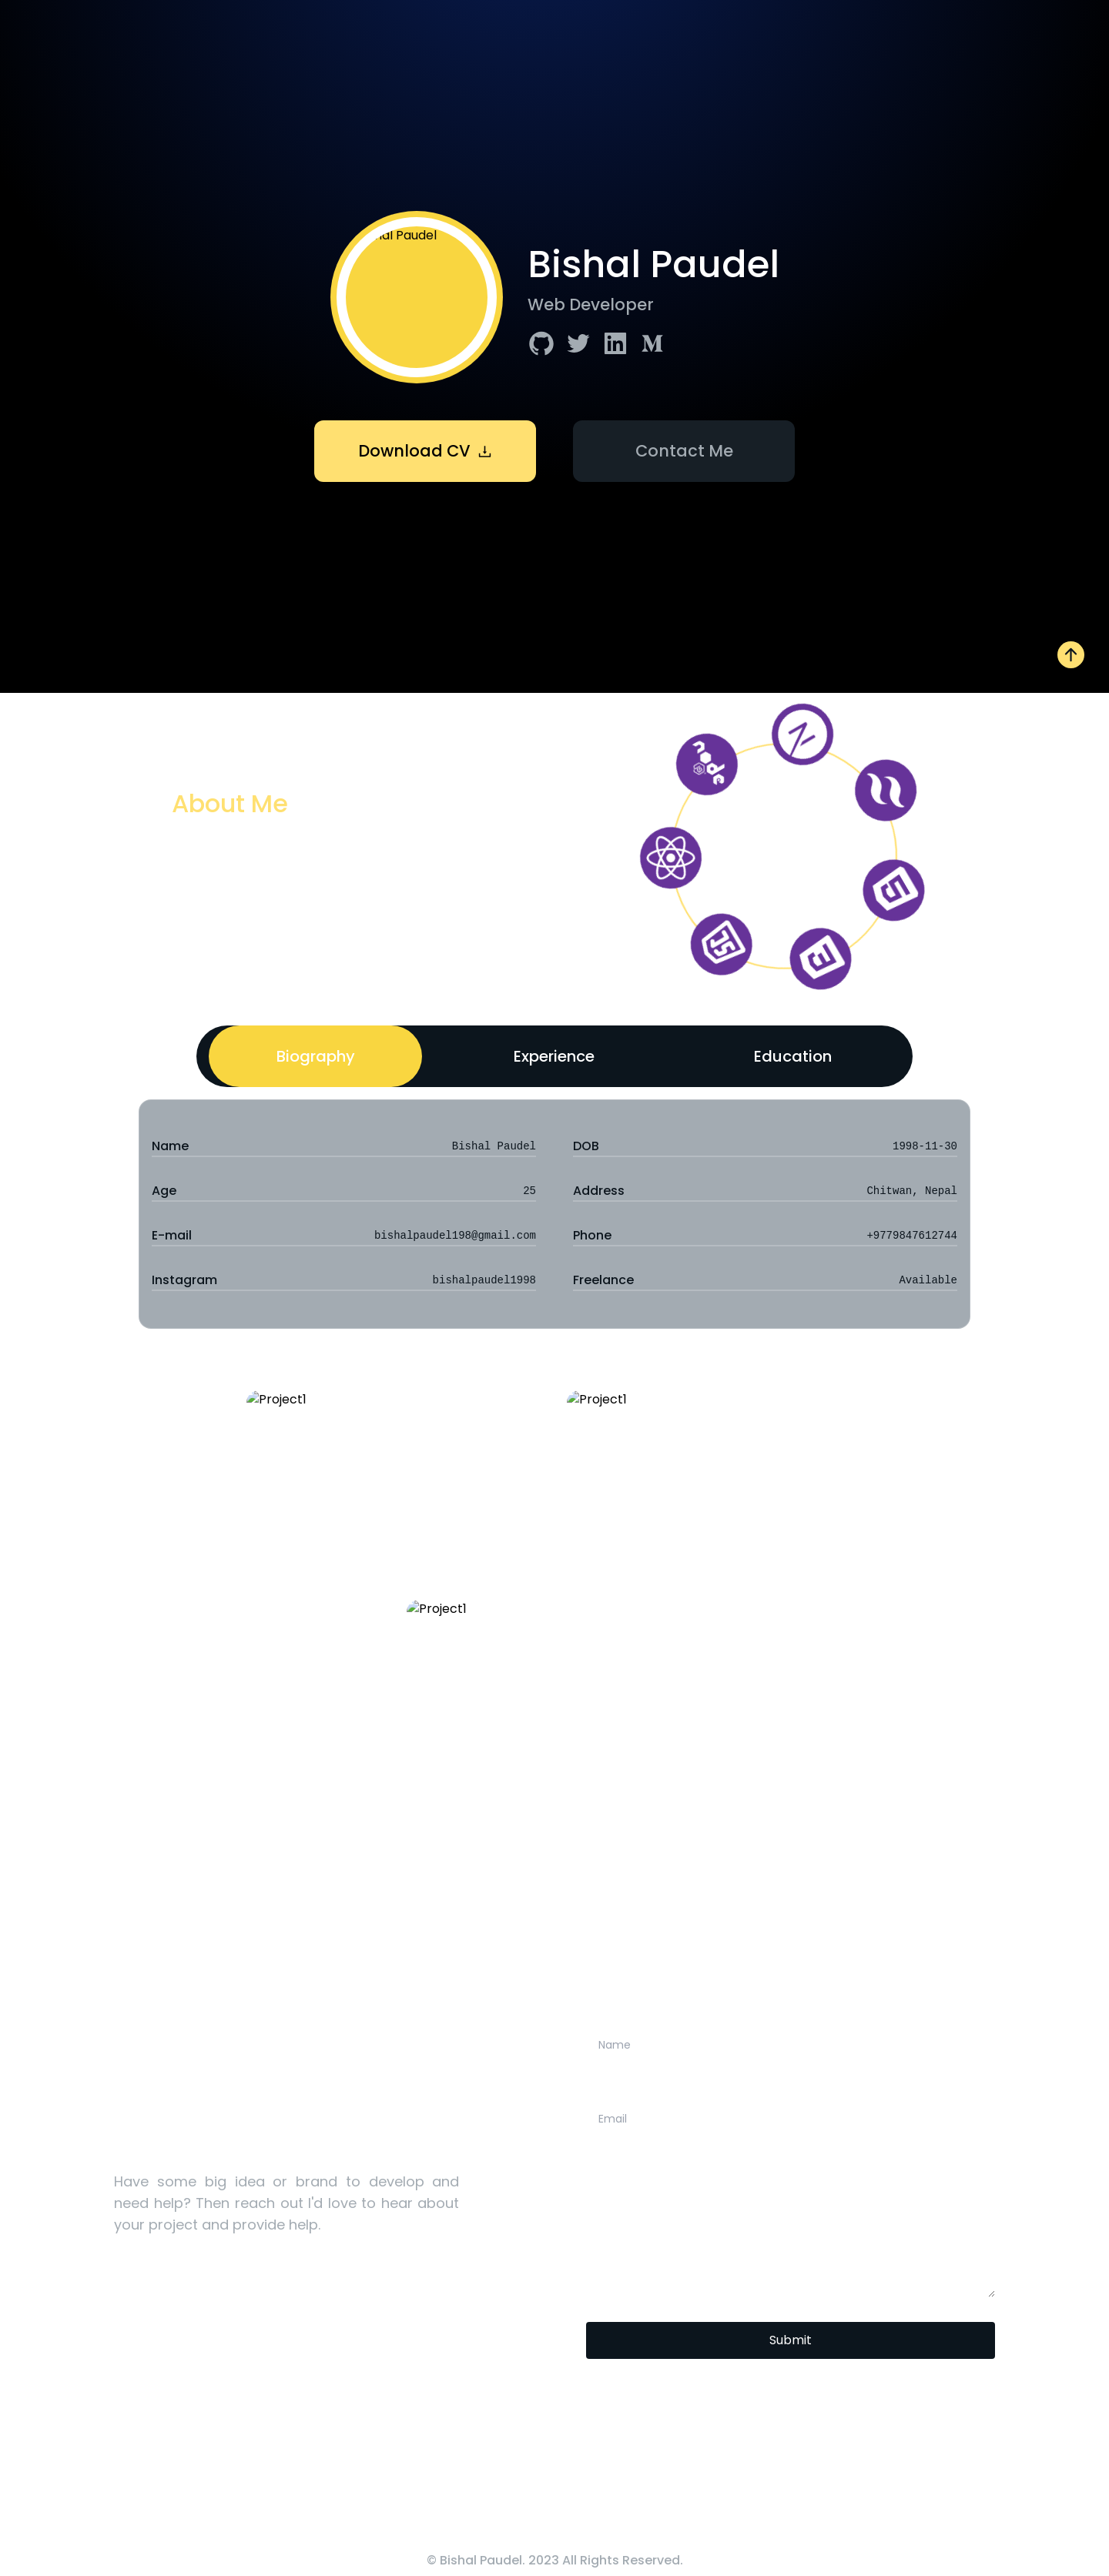 hal Paudel
Bishal Paudel
Web Developer
Download CV
Contact Me
About Me
Biography
Experience
Education
Name
Bishal Paudel
DOB
1998-11-30
Age
25
Address
Chitwan, Nepal
E-mail
bishalpaudel198@gmail.com
Phone
+9779847612744
Instagram
bishalpaudel1998
Freelance
Available
Project1
Project1
Project1
Have some big idea or brand to develop and
need help? Then reach out I'd love to hear about
your project and provide help.
Name
Email
Submit
© Bishal Paudel. 2023 All Rights Reserved.